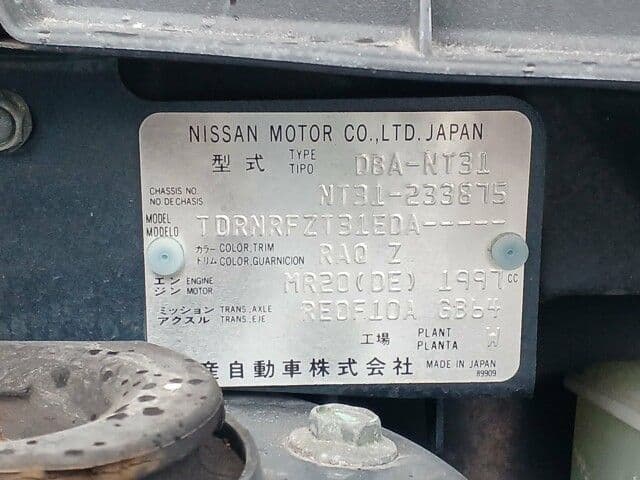 NISSAN MOTOR CO.,LTD. JAPAN
型式 TYPE TIPO DBA-NT31
CHASSIS NO. NO DE CHASIS NT31-233875
MODEL MODELO TDRNRFZT31EDA-----
カラー COLOR,TRIM トリム COLOR,GUARNICION RAQ Z
エンジン ENGINE MOTOR MR20(DE) 1997 CC
ミッション TRANS.,AXLE アクスル TRANS.,EJE RE0F10A GB64
工場 PLANT PLANTA W
産自動車株式会社 MADE IN JAPAN
89909